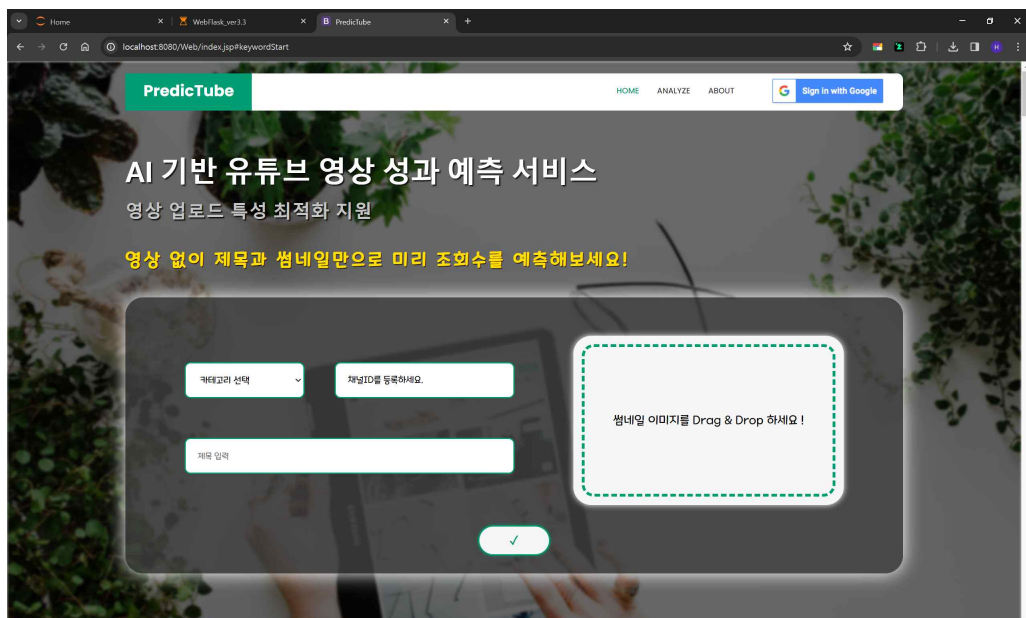 Home
WebFlask_ver3.3
B PredicTube
localhost:8080/Web/index.jsp#keywordStart
H
PredicTube
HOME ANALYZE ABOUT
G Sign in with Google
AI 기반 유튜브 영상 성과 예측 서비스
영상 업로드 특성 최적화 지원
영상 없이 제목과 썸네일만으로 미리 조회수를 예측해보세요!
카테고리 선택
채널ID를 등록하세요.
썸네일 이미지를 Drag & Drop 하세요 !
제목 입력